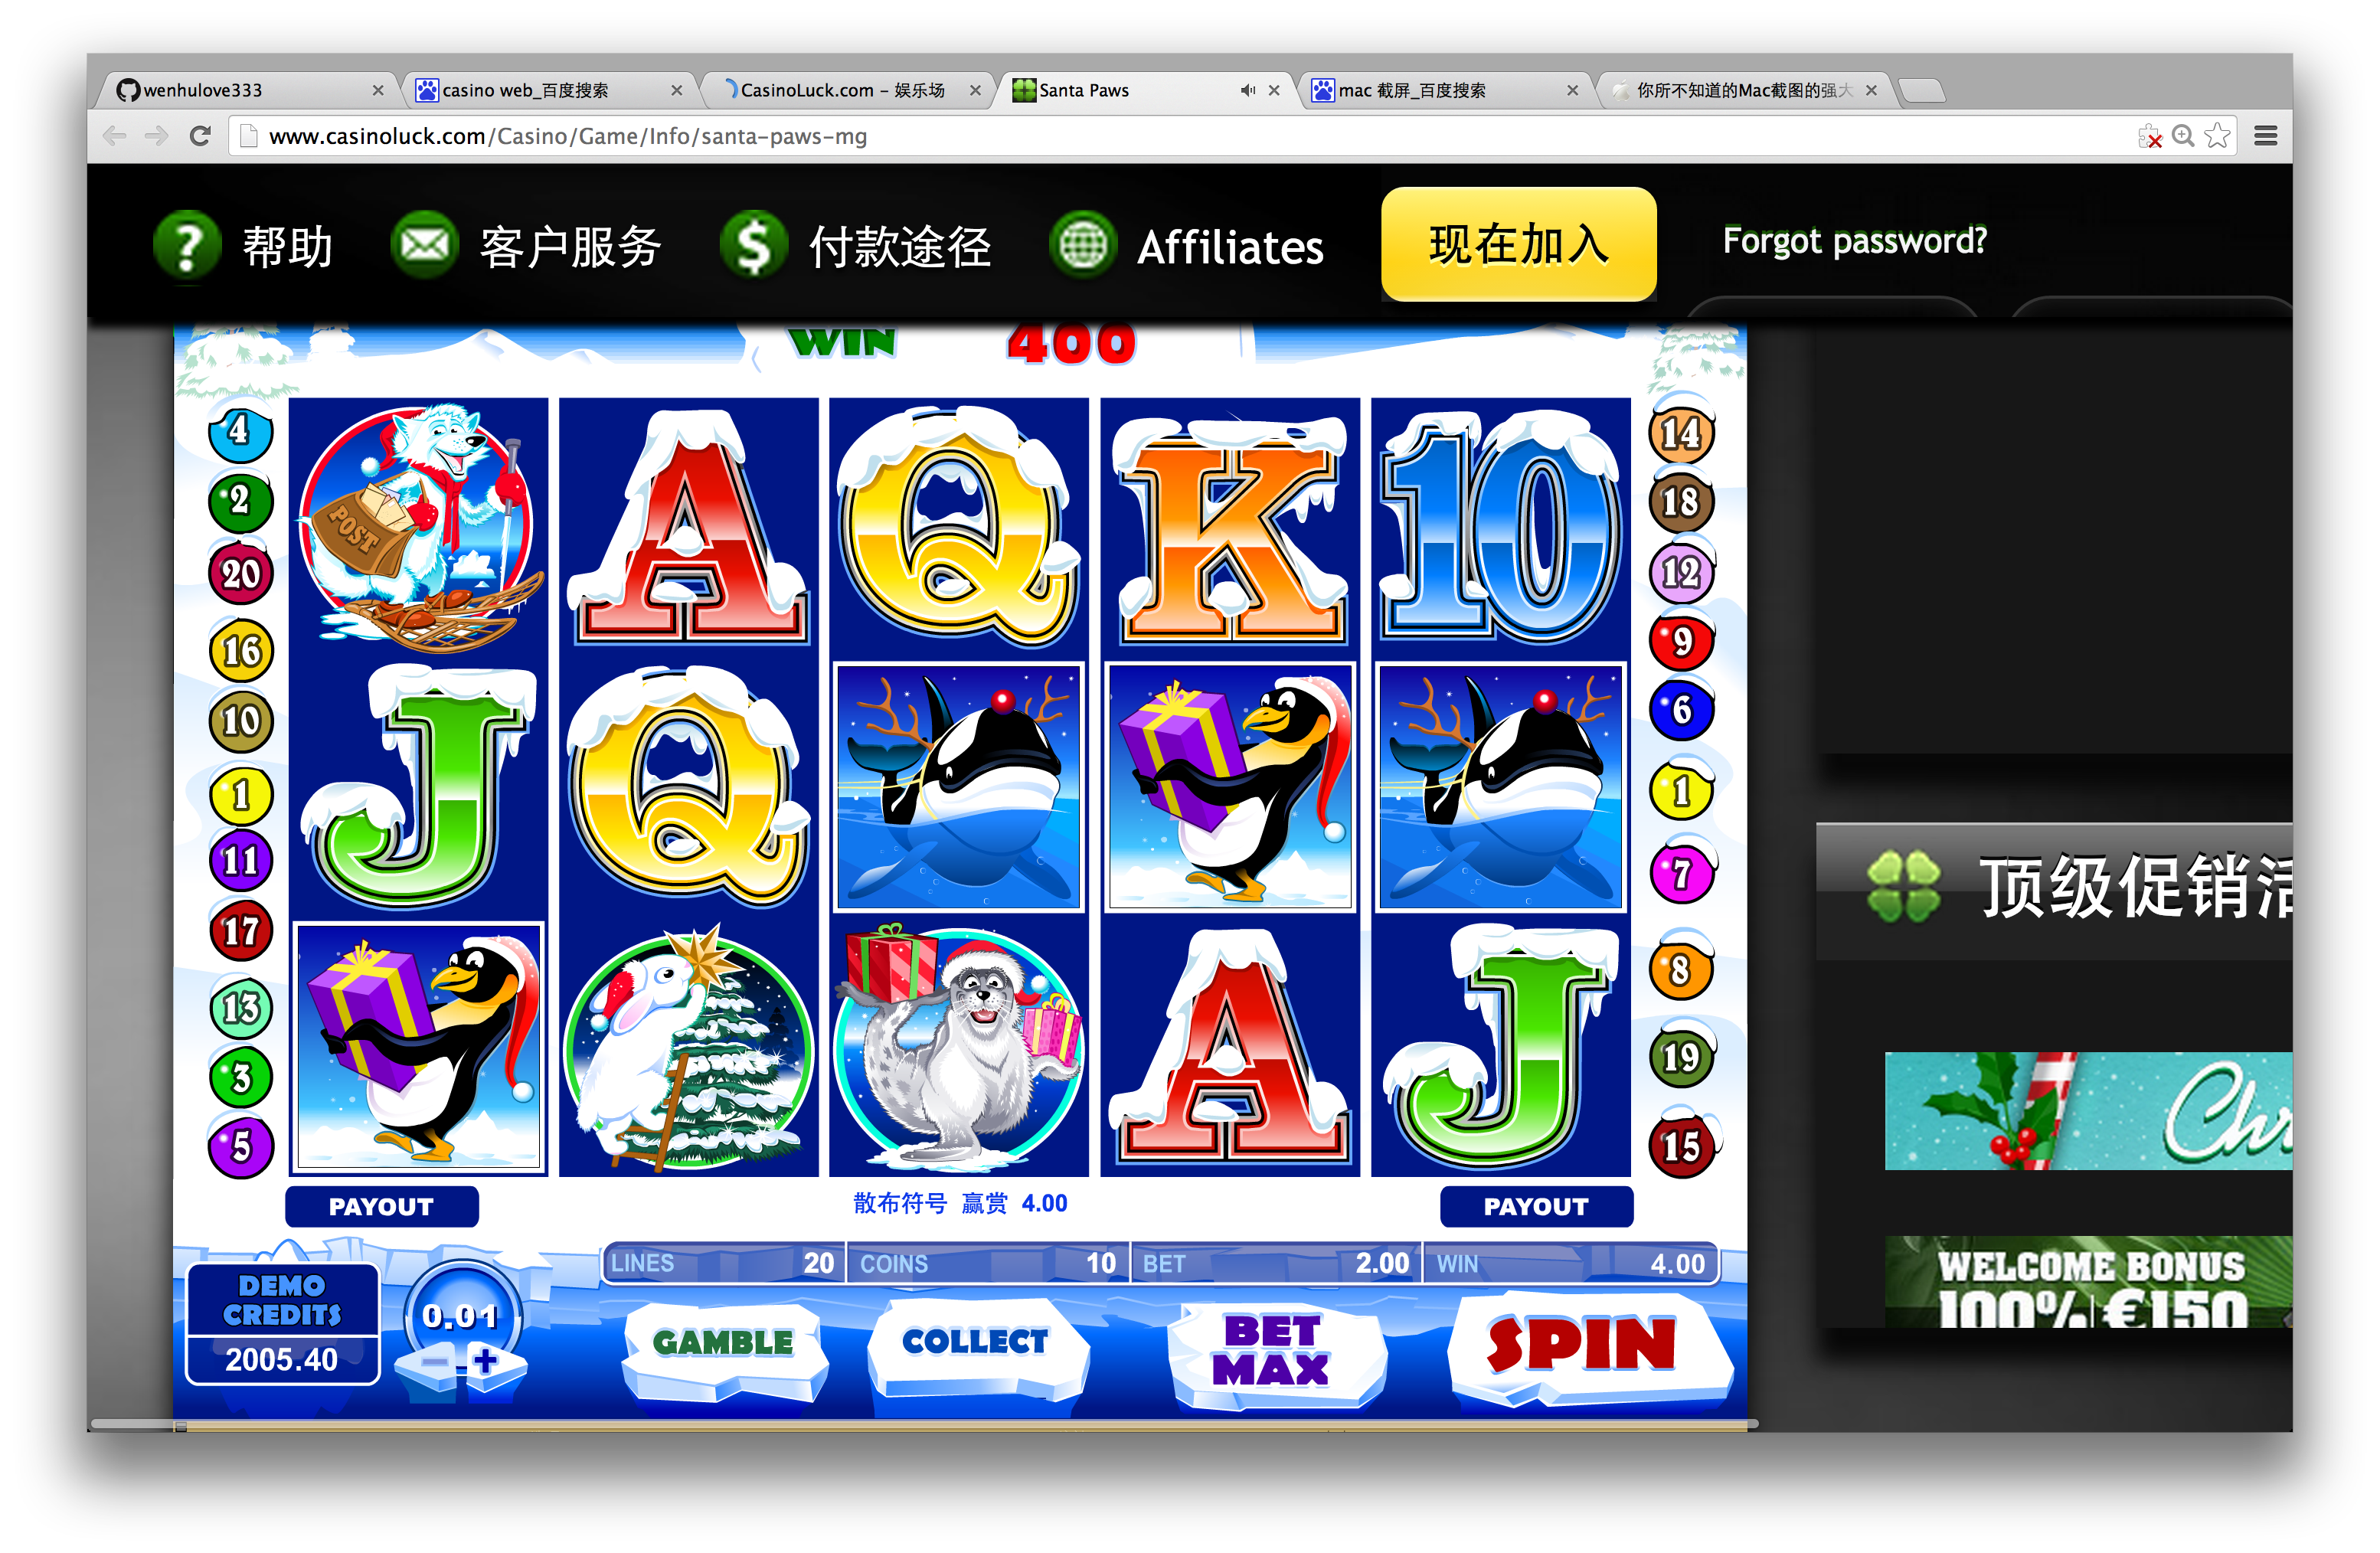 wenhulove333
casino web_百度搜索
CasinoLuck.com – 娱乐场
Santa Paws
mac 截屏_百度搜索
你所不知道的Mac截图的强大
www.casinoluck.com/Casino/Game/Info/santa-paws-mg
帮助
客户服务
付款途径
Affiliates
现在加入
Forgot password?
WIN 400
4
2
20
16
10
1
11
17
13
3
5
POST
A
Q
K
10
J
Q
A
J
14
18
12
9
6
1
7
8
19
15
PAYOUT
散布符号 赢赏 4.00
PAYOUT
LINES 20
COINS 10
BET 2.00
WIN 4.00
DEMO
CREDITS
2005.40
0.01
− +
GAMBLE
COLLECT
BET
MAX
SPIN
顶级促销活
Chr
WELCOME BONUS
100% €150